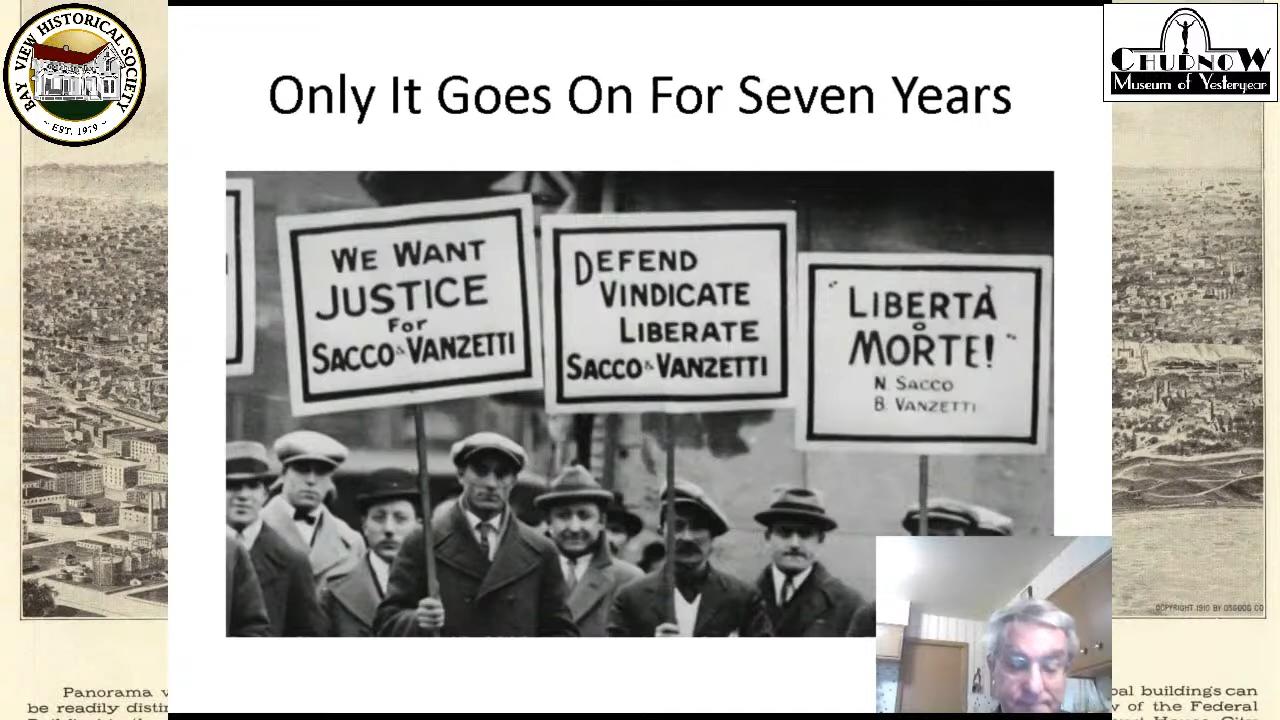 BAY VIEW HISTORICAL SOCIETY
~ EST. 1979 ~
CHUDNOW
Museum of Yesteryear
Only It Goes On For Seven Years
WE WANT
JUSTICE
For
SACCO & VANZETTI
DEFEND
VINDICATE
LIBERATE
SACCO & VANZETTI
"LIBERTÀ
O
MORTE!"
N. SACCO
B. VANZETTI
COPYRIGHT 1910 BY OSGOOD CO
Panorama
be readily
buildings can
of the Federal